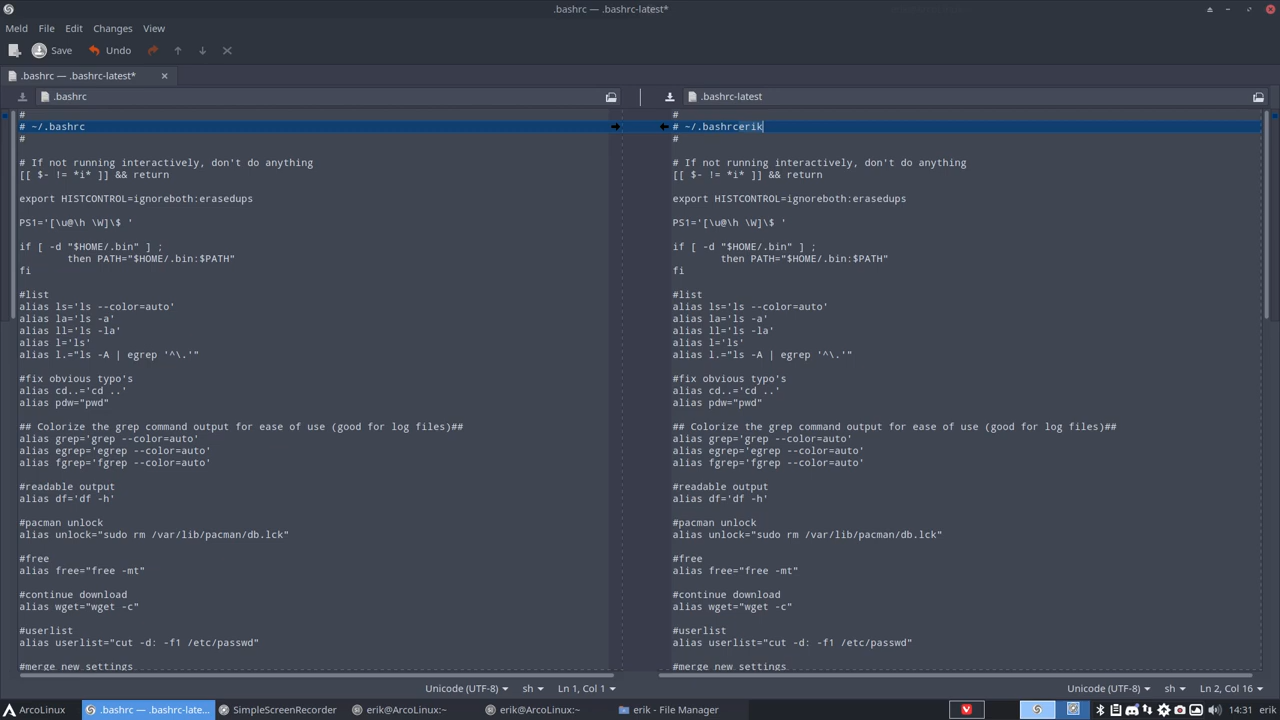 .bashrc — .bashrc-latest*
Meld File Edit Changes View
Save Undo
.bashrc — .bashrc-latest*
.bashrc
#
# ~/.bashrc
#
# If not running interactively, don't do anything
[[ $- != *i* ]] && return
export HISTCONTROL=ignoreboth:erasedups
PS1='[\u@\h \W]\$ '
if [ -d "$HOME/.bin" ] ;
then PATH="$HOME/.bin:$PATH"
fi
#list
alias ls='ls --color=auto'
alias la='ls -a'
alias ll='ls -la'
alias l='ls'
alias l.="ls -A | egrep '^\.'"
#fix obvious typo's
alias cd..='cd ..'
alias pdw="pwd"
## Colorize the grep command output for ease of use (good for log files)##
alias grep='grep --color=auto'
alias egrep='egrep --color=auto'
alias fgrep='fgrep --color=auto'
#readable output
alias df='df -h'
#pacman unlock
alias unlock="sudo rm /var/lib/pacman/db.lck"
#free
alias free="free -mt"
#continue download
alias wget="wget -c"
#userlist
alias userlist="cut -d: -f1 /etc/passwd"
#merge new settings
Unicode (UTF-8) sh Ln 1, Col 1
.bashrc-latest
#
# ~/.bashrcerik
#
# If not running interactively, don't do anything
[[ $- != *i* ]] && return
export HISTCONTROL=ignoreboth:erasedups
PS1='[\u@\h \W]\$ '
if [ -d "$HOME/.bin" ] ;
then PATH="$HOME/.bin:$PATH"
fi
#list
alias ls='ls --color=auto'
alias la='ls -a'
alias ll='ls -la'
alias l='ls'
alias l.="ls -A | egrep '^\.'"
#fix obvious typo's
alias cd..='cd ..'
alias pdw="pwd"
## Colorize the grep command output for ease of use (good for log files)##
alias grep='grep --color=auto'
alias egrep='egrep --color=auto'
alias fgrep='fgrep --color=auto'
#readable output
alias df='df -h'
#pacman unlock
alias unlock="sudo rm /var/lib/pacman/db.lck"
#free
alias free="free -mt"
#continue download
alias wget="wget -c"
#userlist
alias userlist="cut -d: -f1 /etc/passwd"
#merge new settings
Unicode (UTF-8) sh Ln 2, Col 16
ArcoLinux .bashrc — .bashrc-late... SimpleScreenRecorder erik@ArcoLinux:~ erik@ArcoLinux:~ erik - File Manager 14:31 erik